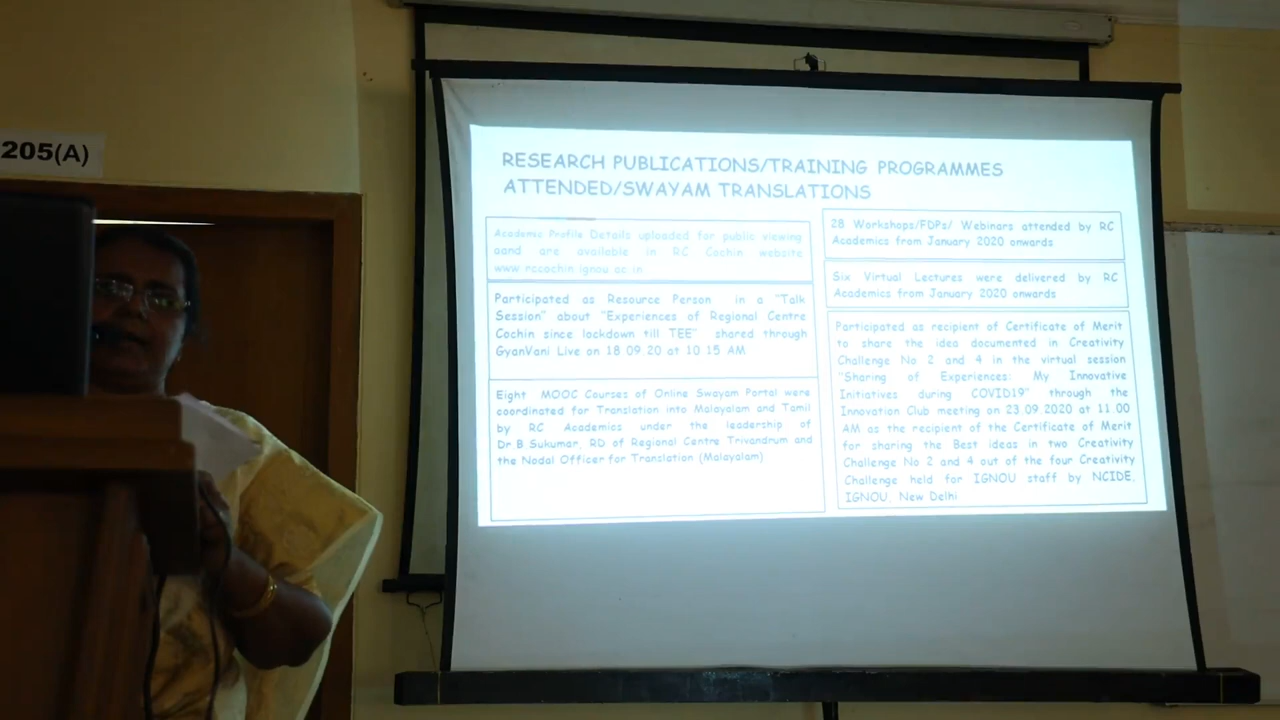 205(A)
RESEARCH PUBLICATIONS/TRAINING PROGRAMMES
ATTENDED/SWAYAM TRANSLATIONS
Academic Profile Details uploaded for public viewing
aand are available in RC Cochin website
www.rccochin.ignou.ac.in
Participated as Resource Person in a "Talk
Session" about "Experiences of Regional Centre
Cochin since lockdown till TEE" shared through
GyanVani Live on 18.09.20 at 10.15 AM
Eight MOOC Courses of Online Swayam Portal were
coordinated for Translation into Malayalam and Tamil
by RC Academics under the leadership of
Dr.B.Sukumar, RD of Regional Centre Trivandrum and
the Nodal Officer for Translation (Malayalam)
28 Workshops/FDPs/ Webinars attended by RC
Academics from January 2020 onwards
Six Virtual Lectures were delivered by RC
Academics from January 2020 onwards
Participated as recipient of Certificate of Merit
to share the idea documented in Creativity
Challenge No 2 and 4 in the virtual session
"Sharing of Experiences: My Innovative
Initiatives during COVID19" through the
Innovation Club meeting on 23.09.2020 at 11.00
AM as the recipient of the Certificate of Merit
for sharing the Best ideas in two Creativity
Challenge No 2 and 4 out of the four Creativity
Challenge held for IGNOU staff by NCIDE,
IGNOU, New Delhi